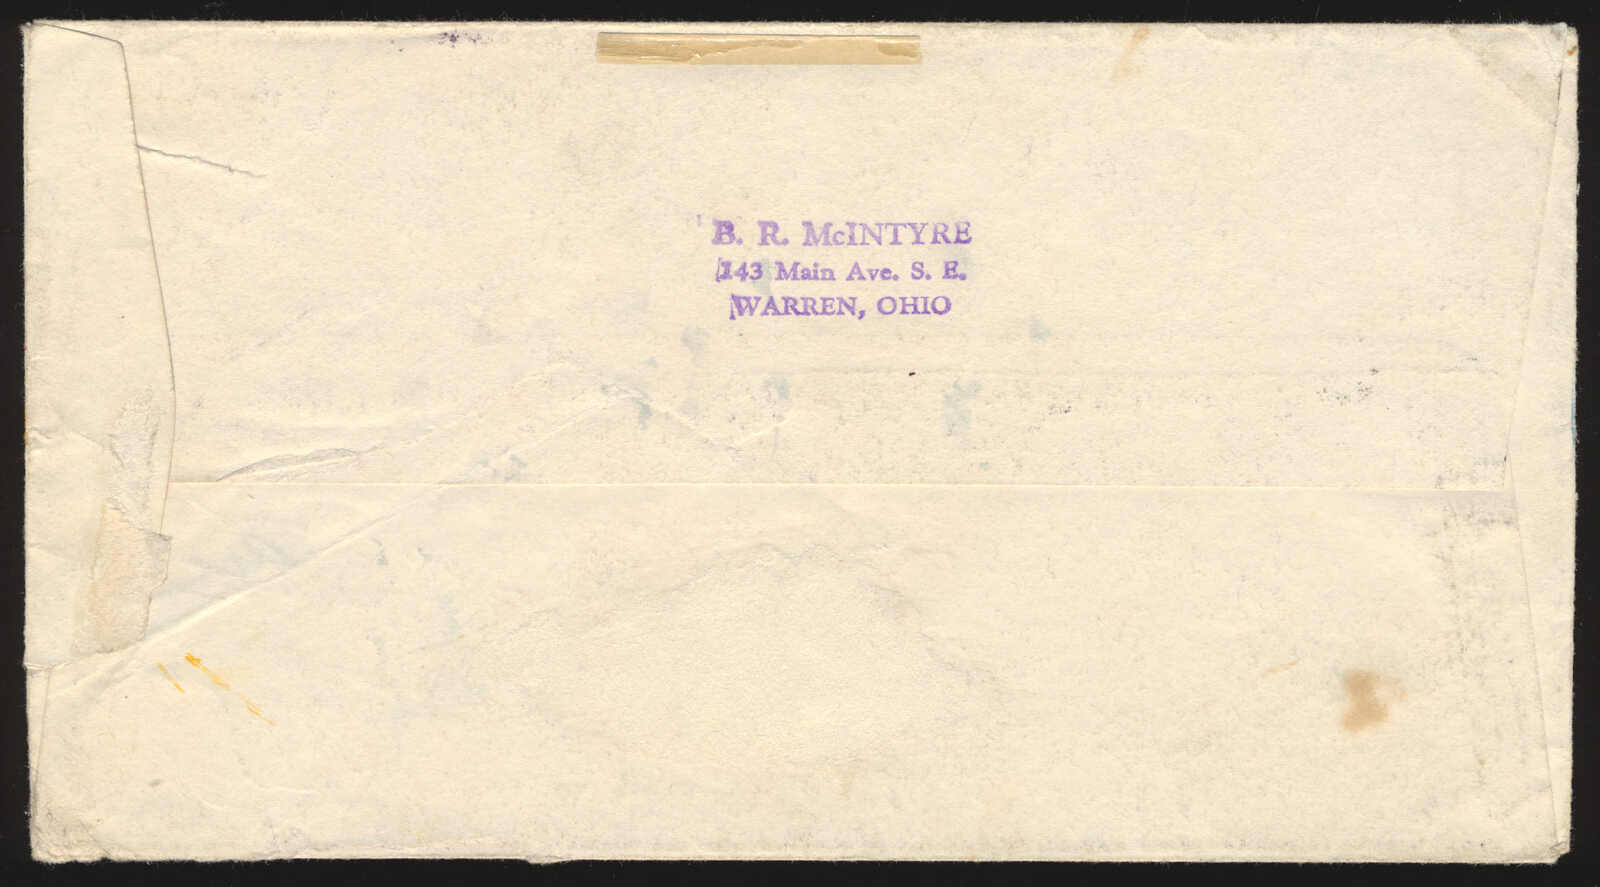 B. R. McINTYRE
143 Main Ave. S. E.
WARREN, OHIO